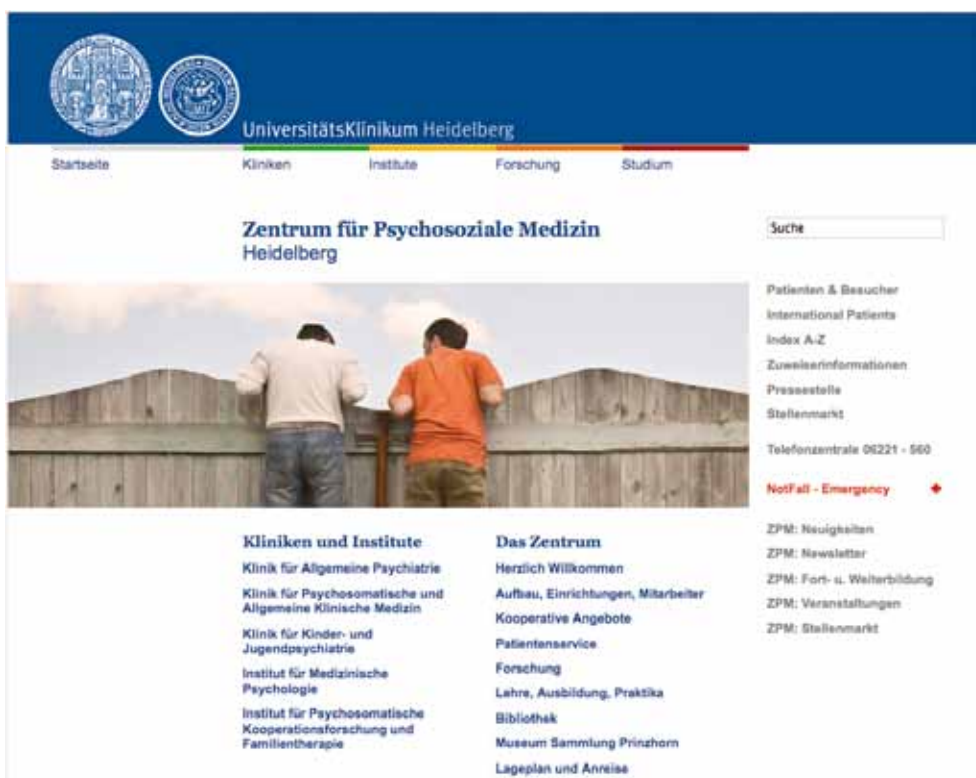 UniversitätsKlinikum Heidelberg
Startseite
Kliniken
Institute
Forschung
Studium
Zentrum für Psychosoziale Medizin
Heidelberg
Suche
Patienten & Besucher
International Patients
Index A-Z
Zuweiserinformationen
Pressestelle
Stellenmarkt
Telefonzentrale 06221 - 560
NotFall - Emergency
ZPM: Neuigkeiten
ZPM: Newsletter
ZPM: Fort- u. Weiterbildung
ZPM: Veranstaltungen
ZPM: Stellenmarkt
Kliniken und Institute
Klinik für Allgemeine Psychiatrie
Klinik für Psychosomatische und
Allgemeine Klinische Medizin
Klinik für Kinder- und
Jugendpsychiatrie
Institut für Medizinische
Psychologie
Institut für Psychosomatische
Kooperationsforschung und
Familientherapie
Das Zentrum
Herzlich Willkommen
Aufbau, Einrichtungen, Mitarbeiter
Kooperative Angebote
Patientenservice
Forschung
Lehre, Ausbildung, Praktika
Bibliothek
Museum Sammlung Prinzhorn
Lageplan und Anreise